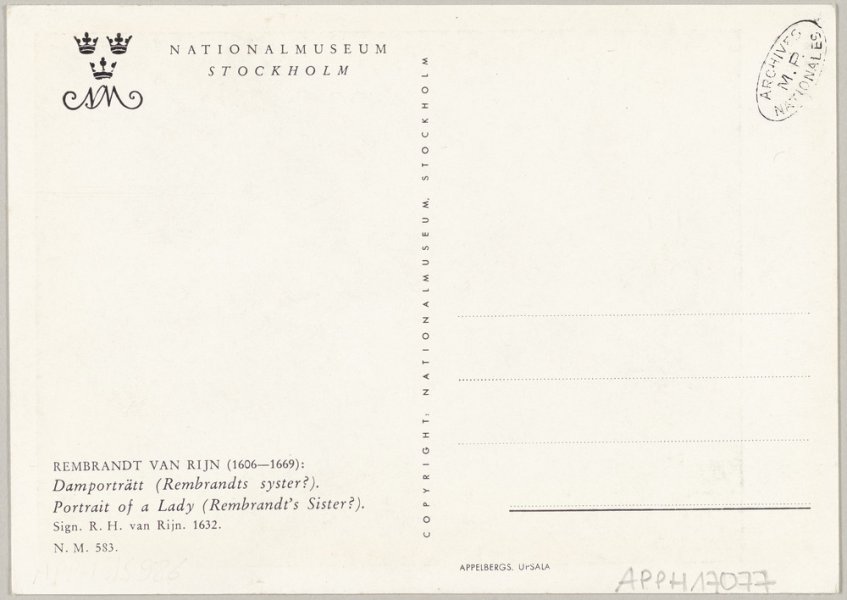 NATIONALMUSEUM
STOCKHOLM
NM
REMBRANDT VAN RIJN (1606—1669):
Damporträtt (Rembrandts syster?).
Portrait of a Lady (Rembrandt's Sister?).
Sign. R. H. van Rijn. 1632.
N. M. 583.
COPYRIGHT: NATIONALMUSEUM, STOCKHOLM
ARCHIVES
M. P.
NATIONALES
APPELBERGS, UPSALA
APPH17077